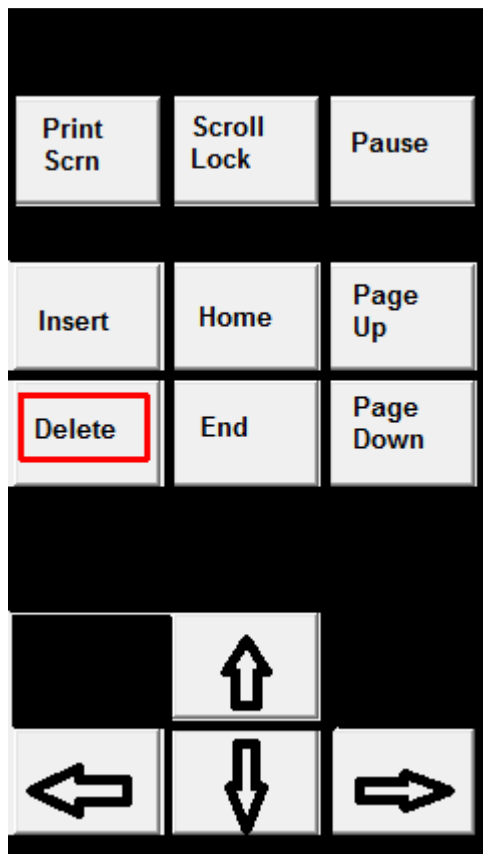 Print
Scrn
Scroll
Lock
Pause
Insert
Home
Page
Up
Delete
End
Page
Down